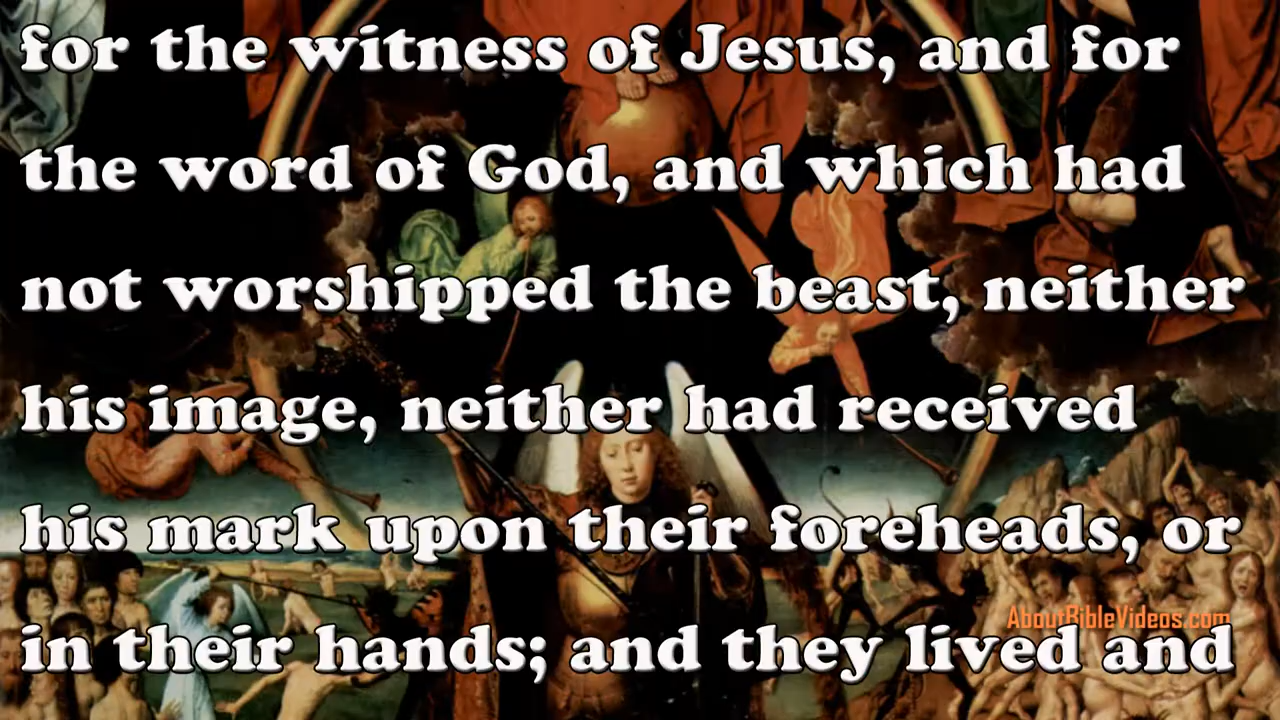 for the witness of Jesus, and for
the word of God, and which had
not worshipped the beast, neither
his image, neither had received
his mark upon their foreheads, or
AboutBibleVideos.com
in their hands; and they lived and